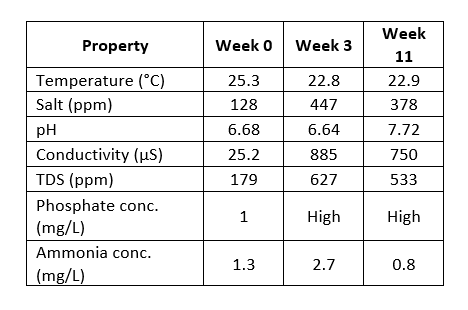 Property Week 0 Week 3 Week 11
Temperature (°C) 25.3 22.8 22.9
Salt (ppm) 128 447 378
pH 6.68 6.64 7.72
Conductivity (µS) 25.2 885 750
TDS (ppm) 179 627 533
Phosphate conc. (mg/L) 1 High High
Ammonia conc. (mg/L) 1.3 2.7 0.8